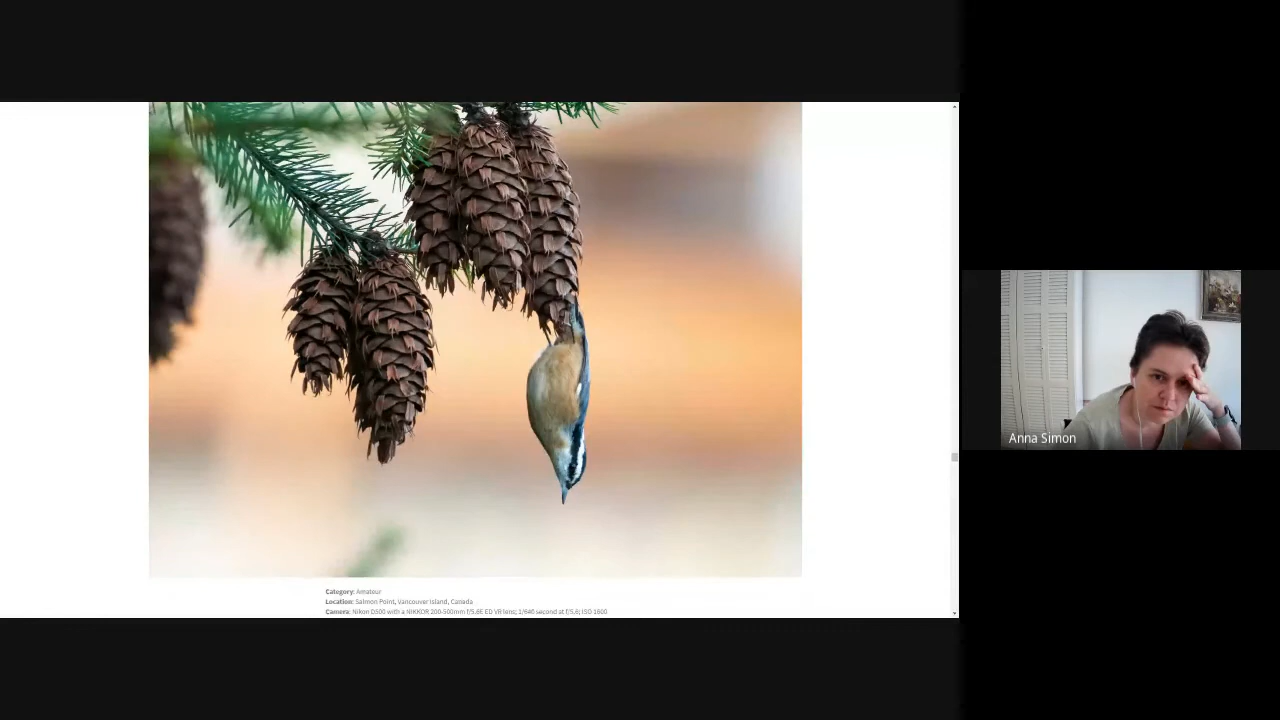 Category: Amateur
Location: Salmon Point, Vancouver Island, Canada
Camera: Nikon D500 with a NIKKOR 200-500mm f/5.6E ED VR lens; 1/640 second at f/5.6; ISO 1600
Anna Simon